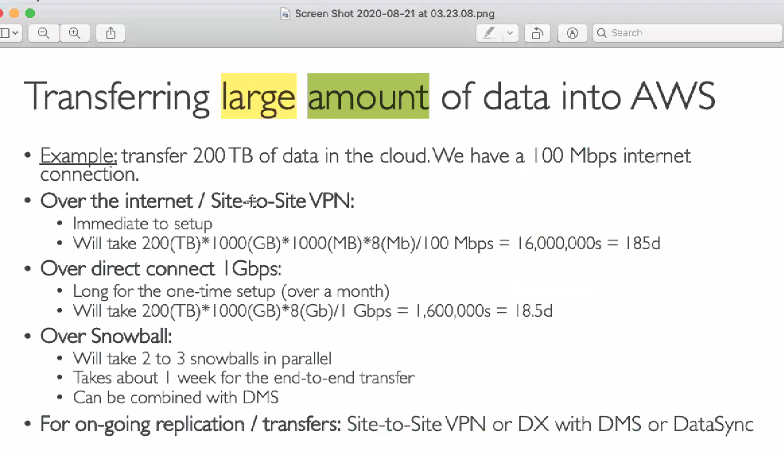 Screen Shot 2020-08-21 at 03.23.08.png
Search
Transferring large amount of data into AWS
• Example: transfer 200 TB of data in the cloud. We have a 100 Mbps internet
connection.
• Over the internet / Site-to-Site VPN:
• Immediate to setup
• Will take 200(TB)*1000(GB)*1000(MB)*8(Mb)/100 Mbps = 16,000,000s = 185d
• Over direct connect 1Gbps:
• Long for the one-time setup (over a month)
• Will take 200(TB)*1000(GB)*8(Gb)/1 Gbps = 1,600,000s = 18.5d
• Over Snowball:
• Will take 2 to 3 snowballs in parallel
• Takes about 1 week for the end-to-end transfer
• Can be combined with DMS
• For on-going replication / transfers: Site-to-Site VPN or DX with DMS or DataSync